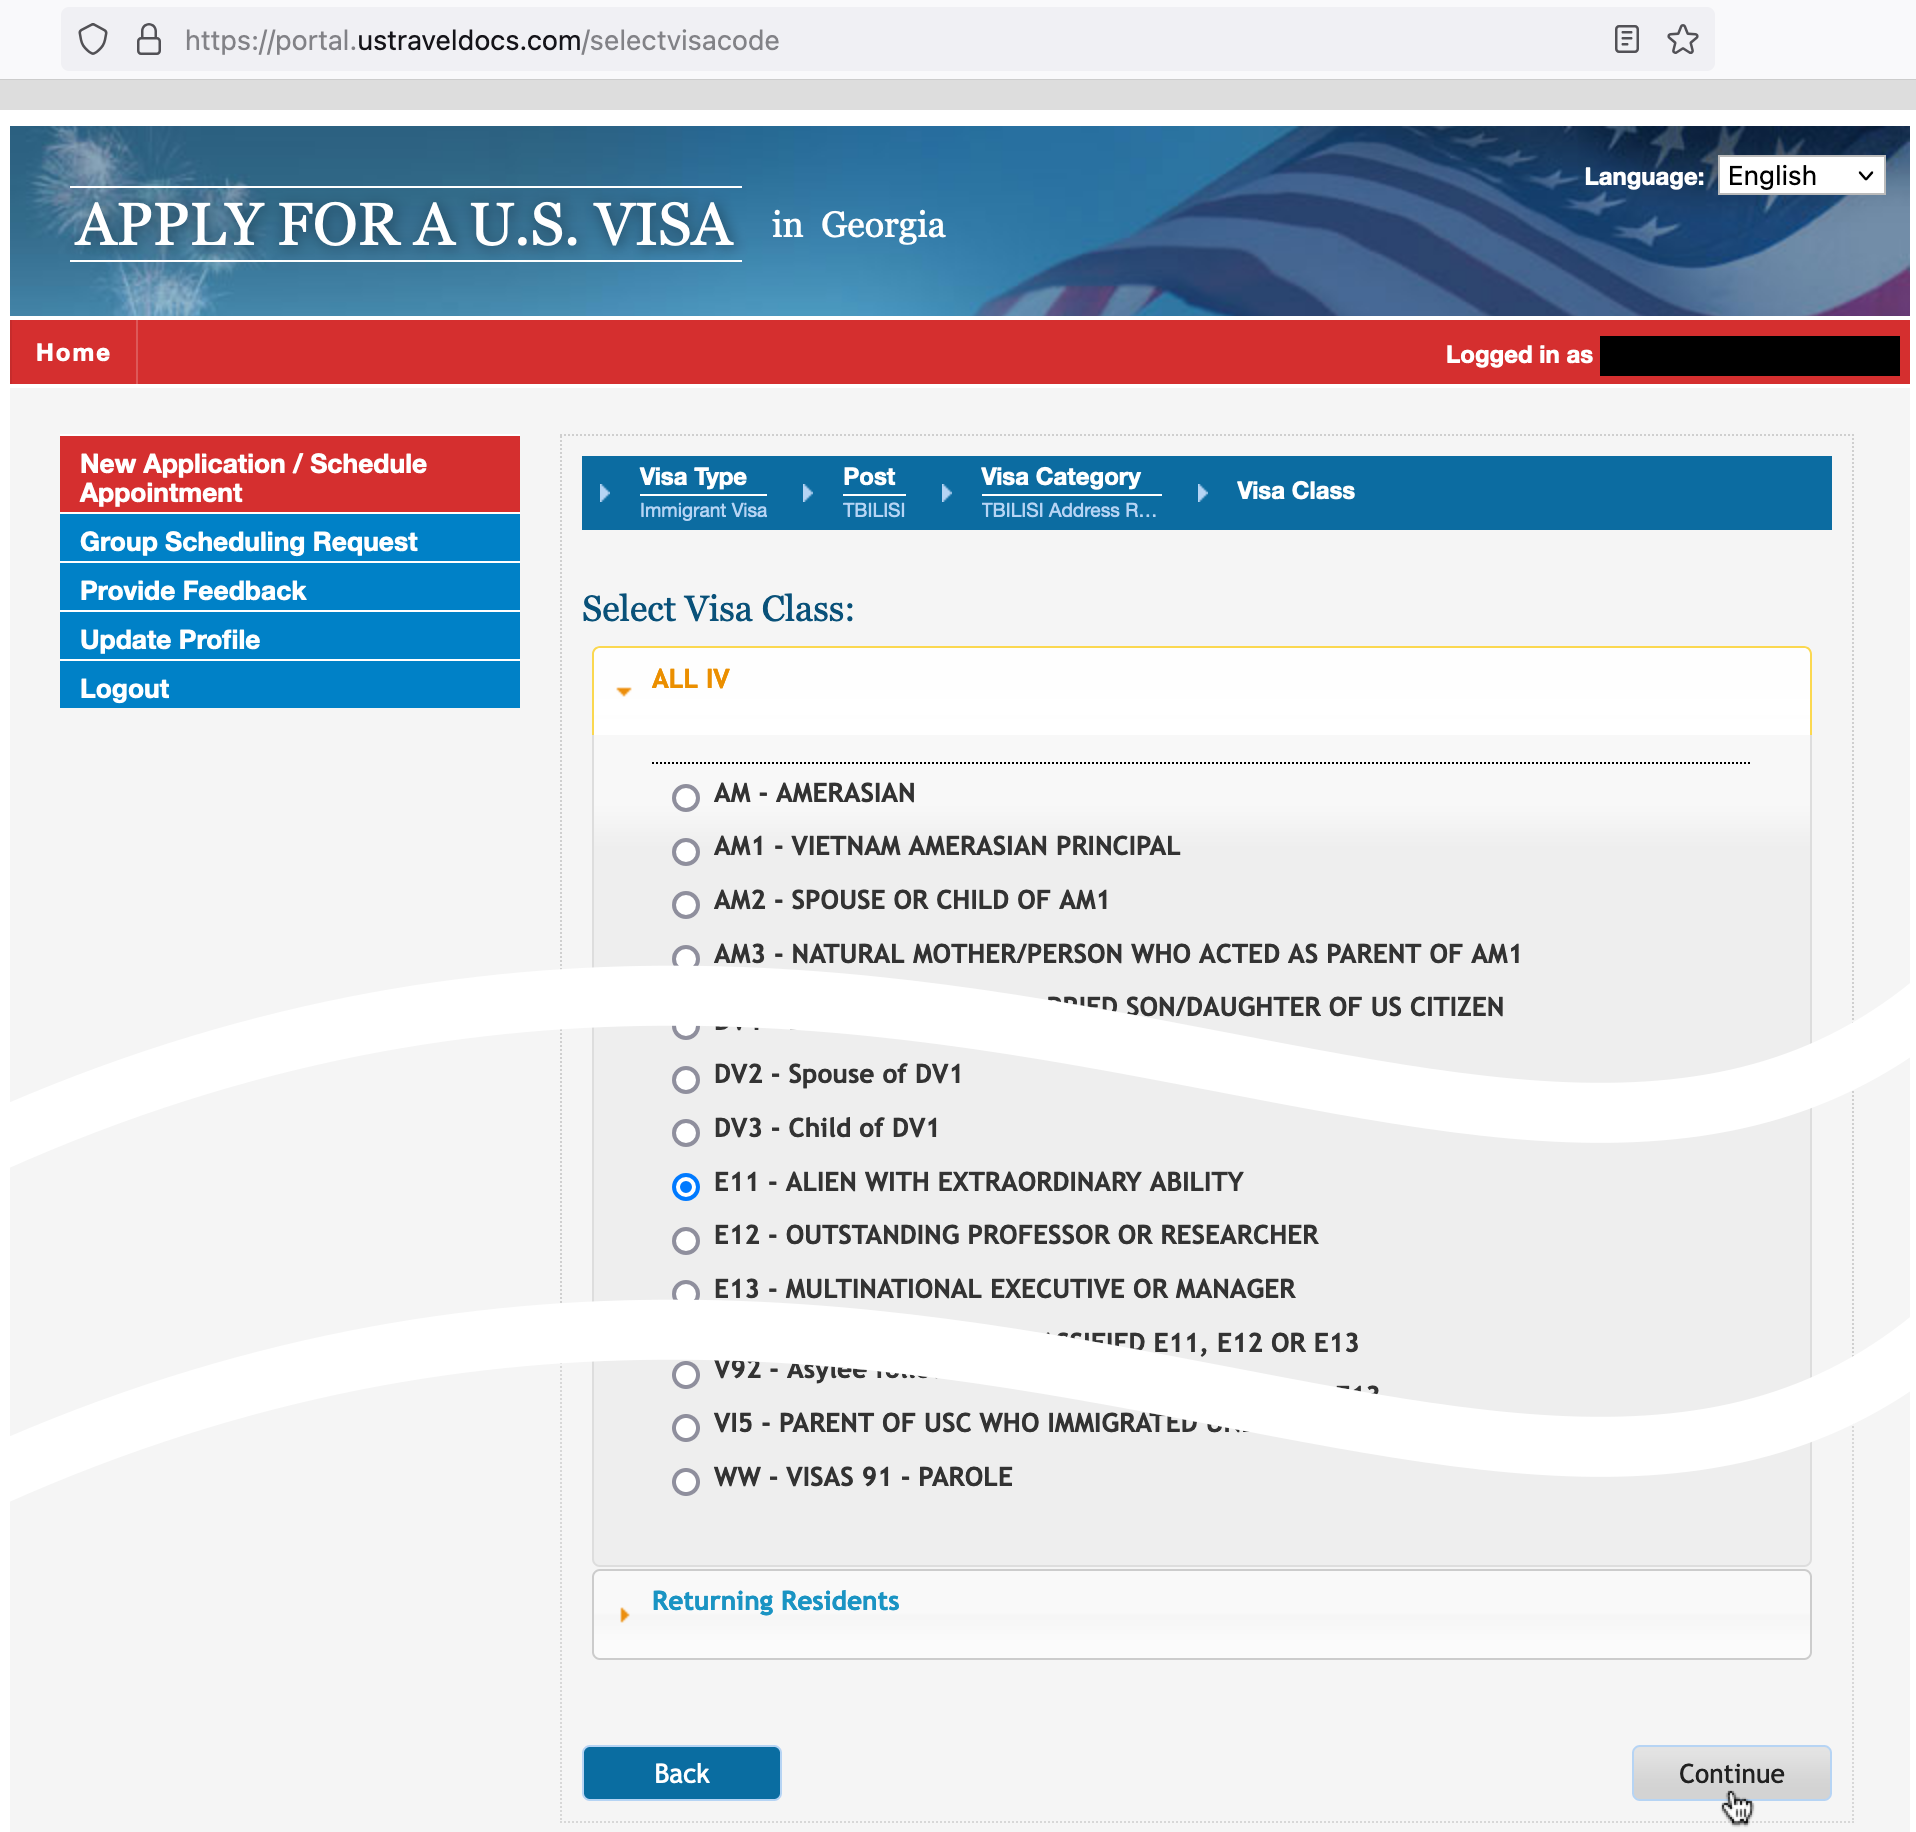 https://portal.ustraveldocs.com/selectvisacode
Language: English
APPLY FOR A U.S. VISA in Georgia
Home
Logged in as
New Application / Schedule
Appointment
Group Scheduling Request
Provide Feedback
Update Profile
Logout
Visa Type
Immigrant Visa
Post
TBILISI
Visa Category
TBILISI Address R...
Visa Class
Select Visa Class:
ALL IV
AM - AMERASIAN
AM1 - VIETNAM AMERASIAN PRINCIPAL
AM2 - SPOUSE OR CHILD OF AM1
AM3 - NATURAL MOTHER/PERSON WHO ACTED AS PARENT OF AM1
SON/DAUGHTER OF US CITIZEN
DV2 - Spouse of DV1
DV3 - Child of DV1
E11 - ALIEN WITH EXTRAORDINARY ABILITY
E12 - OUTSTANDING PROFESSOR OR RESEARCHER
E13 - MULTINATIONAL EXECUTIVE OR MANAGER
E11, E12 OR E13
V92 - Asylee
VI5 - PARENT OF USC WHO IMMIGRATED
WW - VISAS 91 - PAROLE
Returning Residents
Back
Continue